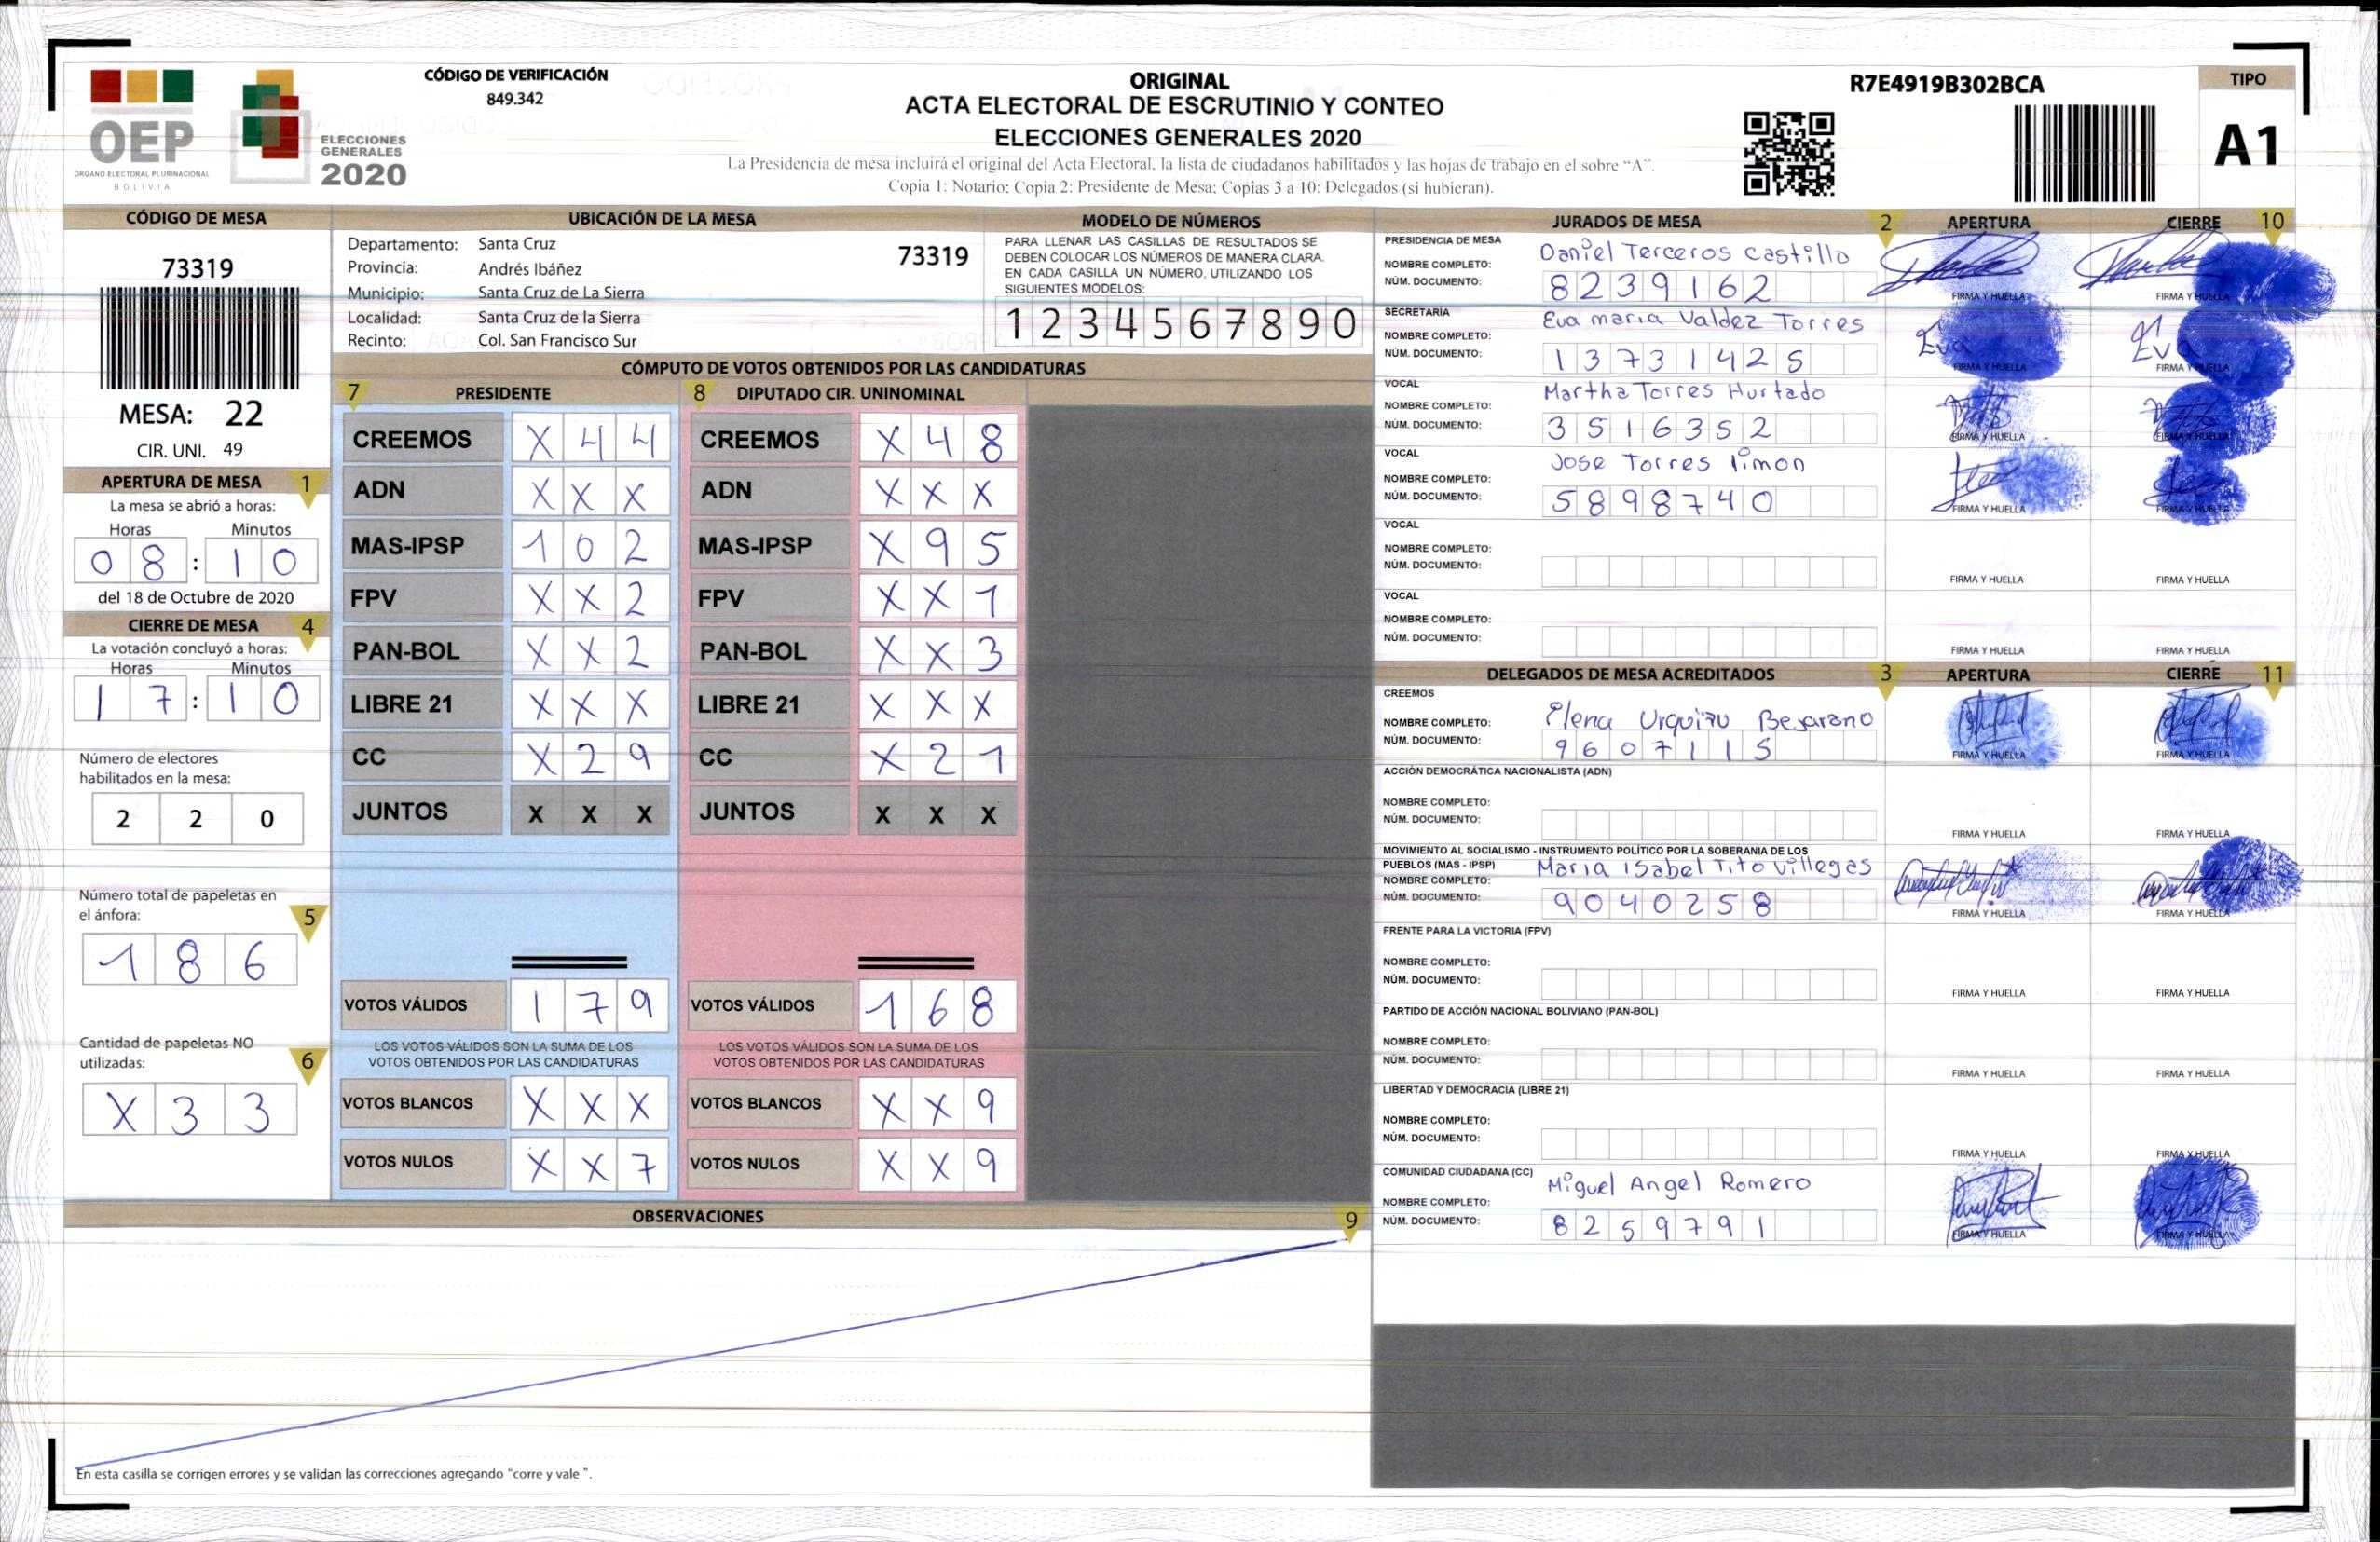 OEP
ÓRGANO ELECTORAL PLURINACIONAL
BOLIVIA
ELECCIONES
GENERALES
2020
CÓDIGO DE VERIFICACIÓN
849.342
ORIGINAL
ACTA ELECTORAL DE ESCRUTINIO Y CONTEO
ELECCIONES GENERALES 2020
La Presidencia de mesa incluirá el original del Acta Electoral, la lista de ciudadanos habilitados y las hojas de trabajo en el sobre “A”.
Copia 1: Notario; Copia 2: Presidente de Mesa; Copias 3 a 10: Delegados (si hubieran).
R7E4919B302BCA
TIPO
A1
CÓDIGO DE MESA
73319
MESA: 22
CIR. UNI. 49
APERTURA DE MESA 1
La mesa se abrió a horas:
Horas Minutos
08 : 10
del 18 de Octubre de 2020
CIERRE DE MESA 4
La votación concluyó a horas:
Horas Minutos
17 : 10
Número de electores
habilitados en la mesa:
2 2 0
Número total de papeletas en
el ánfora: 5
1 8 6
Cantidad de papeletas NO
utilizadas: 6
X 3 3
UBICACIÓN DE LA MESA
Departamento: Santa Cruz 73319
Provincia: Andrés Ibáñez
Municipio: Santa Cruz de La Sierra
Localidad: Santa Cruz de la Sierra
Recinto: Col. San Francisco Sur
MODELO DE NÚMEROS
PARA LLENAR LAS CASILLAS DE RESULTADOS SE
DEBEN COLOCAR LOS NÚMEROS DE MANERA CLARA.
EN CADA CASILLA UN NÚMERO, UTILIZANDO LOS
SIGUIENTES MODELOS:
1 2 3 4 5 6 7 8 9 0
CÓMPUTO DE VOTOS OBTENIDOS POR LAS CANDIDATURAS
7 PRESIDENTE
CREEMOS X 4 4
ADN X X X
MAS-IPSP 1 0 2
FPV X X 2
PAN-BOL X X 2
LIBRE 21 X X X
CC X 2 9
JUNTOS X X X
VOTOS VÁLIDOS 1 7 9
LOS VOTOS VÁLIDOS SON LA SUMA DE LOS
VOTOS OBTENIDOS POR LAS CANDIDATURAS
VOTOS BLANCOS X X X
VOTOS NULOS X X 7
8 DIPUTADO CIR. UNINOMINAL
CREEMOS X 4 8
ADN X X X
MAS-IPSP X 9 5
FPV X X 1
PAN-BOL X X 3
LIBRE 21 X X X
CC X 2 1
JUNTOS X X X
VOTOS VÁLIDOS 1 6 8
LOS VOTOS VÁLIDOS SON LA SUMA DE LOS
VOTOS OBTENIDOS POR LAS CANDIDATURAS
VOTOS BLANCOS X X 9
VOTOS NULOS X X 9
OBSERVACIONES 9
En esta casilla se corrigen errores y se validan las correcciones agregando “corre y vale ”.
JURADOS DE MESA 2 APERTURA CIERRE 10
PRESIDENCIA DE MESA
NOMBRE COMPLETO: Daniel Terceros Castillo
NÚM. DOCUMENTO: 8239162
FIRMA Y HUELLA FIRMA Y HUELLA
SECRETARÍA
NOMBRE COMPLETO: Eva maria Valdez Torres
NÚM. DOCUMENTO: 13731425
Eva Eva
FIRMA Y HUELLA FIRMA Y HUELLA
VOCAL
NOMBRE COMPLETO: Martha Torres Hurtado
NÚM. DOCUMENTO: 3516352
FIRMA Y HUELLA FIRMA Y HUELLA
VOCAL
NOMBRE COMPLETO: Jose Torres limon
NÚM. DOCUMENTO: 5898740
FIRMA Y HUELLA FIRMA Y HUELLA
VOCAL
NOMBRE COMPLETO:
NÚM. DOCUMENTO:
FIRMA Y HUELLA FIRMA Y HUELLA
VOCAL
NOMBRE COMPLETO:
NÚM. DOCUMENTO:
FIRMA Y HUELLA FIRMA Y HUELLA
DELEGADOS DE MESA ACREDITADOS 3 APERTURA CIERRE 11
CREEMOS
NOMBRE COMPLETO: Elena Urquizu Bejarano
NÚM. DOCUMENTO: 9607115
FIRMA Y HUELLA FIRMA Y HUELLA
ACCIÓN DEMOCRÁTICA NACIONALISTA (ADN)
NOMBRE COMPLETO:
NÚM. DOCUMENTO:
FIRMA Y HUELLA FIRMA Y HUELLA
MOVIMIENTO AL SOCIALISMO - INSTRUMENTO POLÍTICO POR LA SOBERANIA DE LOS
PUEBLOS (MAS - IPSP)
NOMBRE COMPLETO: Maria Isabel Tito Villegas
NÚM. DOCUMENTO: 9040258
FIRMA Y HUELLA FIRMA Y HUELLA
FRENTE PARA LA VICTORIA (FPV)
NOMBRE COMPLETO:
NÚM. DOCUMENTO:
FIRMA Y HUELLA FIRMA Y HUELLA
PARTIDO DE ACCIÓN NACIONAL BOLIVIANO (PAN-BOL)
NOMBRE COMPLETO:
NÚM. DOCUMENTO:
FIRMA Y HUELLA FIRMA Y HUELLA
LIBERTAD Y DEMOCRACIA (LIBRE 21)
NOMBRE COMPLETO:
NÚM. DOCUMENTO:
FIRMA Y HUELLA FIRMA Y HUELLA
COMUNIDAD CIUDADANA (CC)
NOMBRE COMPLETO: Miguel Angel Romero
NÚM. DOCUMENTO: 8259791
FIRMA Y HUELLA FIRMA Y HUELLA